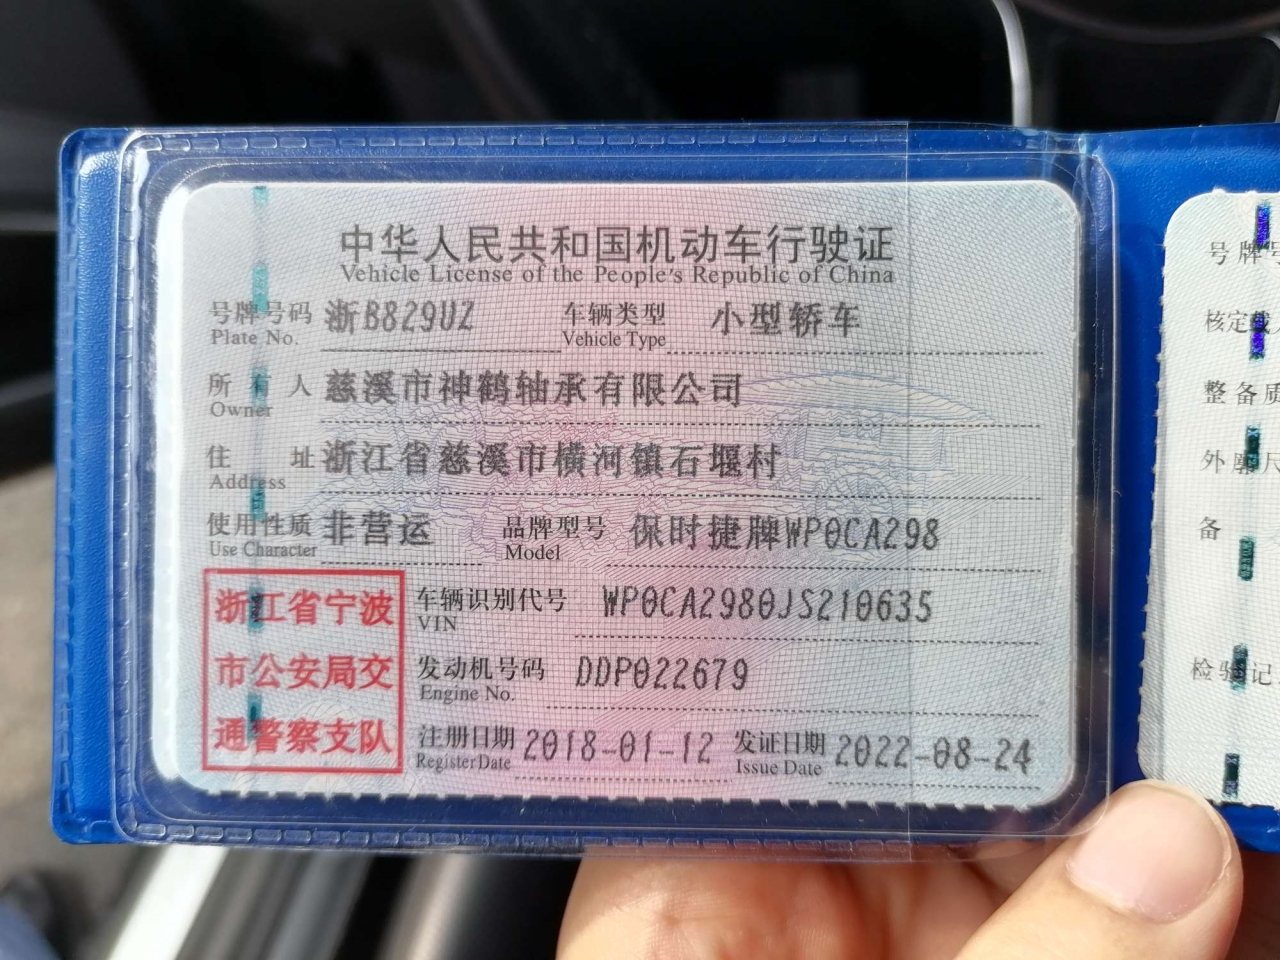 中华人民共和国机动车行驶证
Vehicle License of the People's Republic of China
号牌号码 浙B829UZ 车辆类型 小型轿车
Plate No. Vehicle Type
所有人 慈溪市神鹤轴承有限公司
Owner
住址 浙江省慈溪市横河镇石堰村
Address
使用性质 非营运 品牌型号 保时捷牌WP0CA298
Use Character Model
浙江省宁波
市公安局交
通警察支队
车辆识别代号 WP0CA2980JS210635
VIN
发动机号码 DDP022679
Engine No.
注册日期 2018-01-12 发证日期 2022-08-24
Register Date Issue Date
号牌号
核定载
整备质
外廓尺
备
检验记